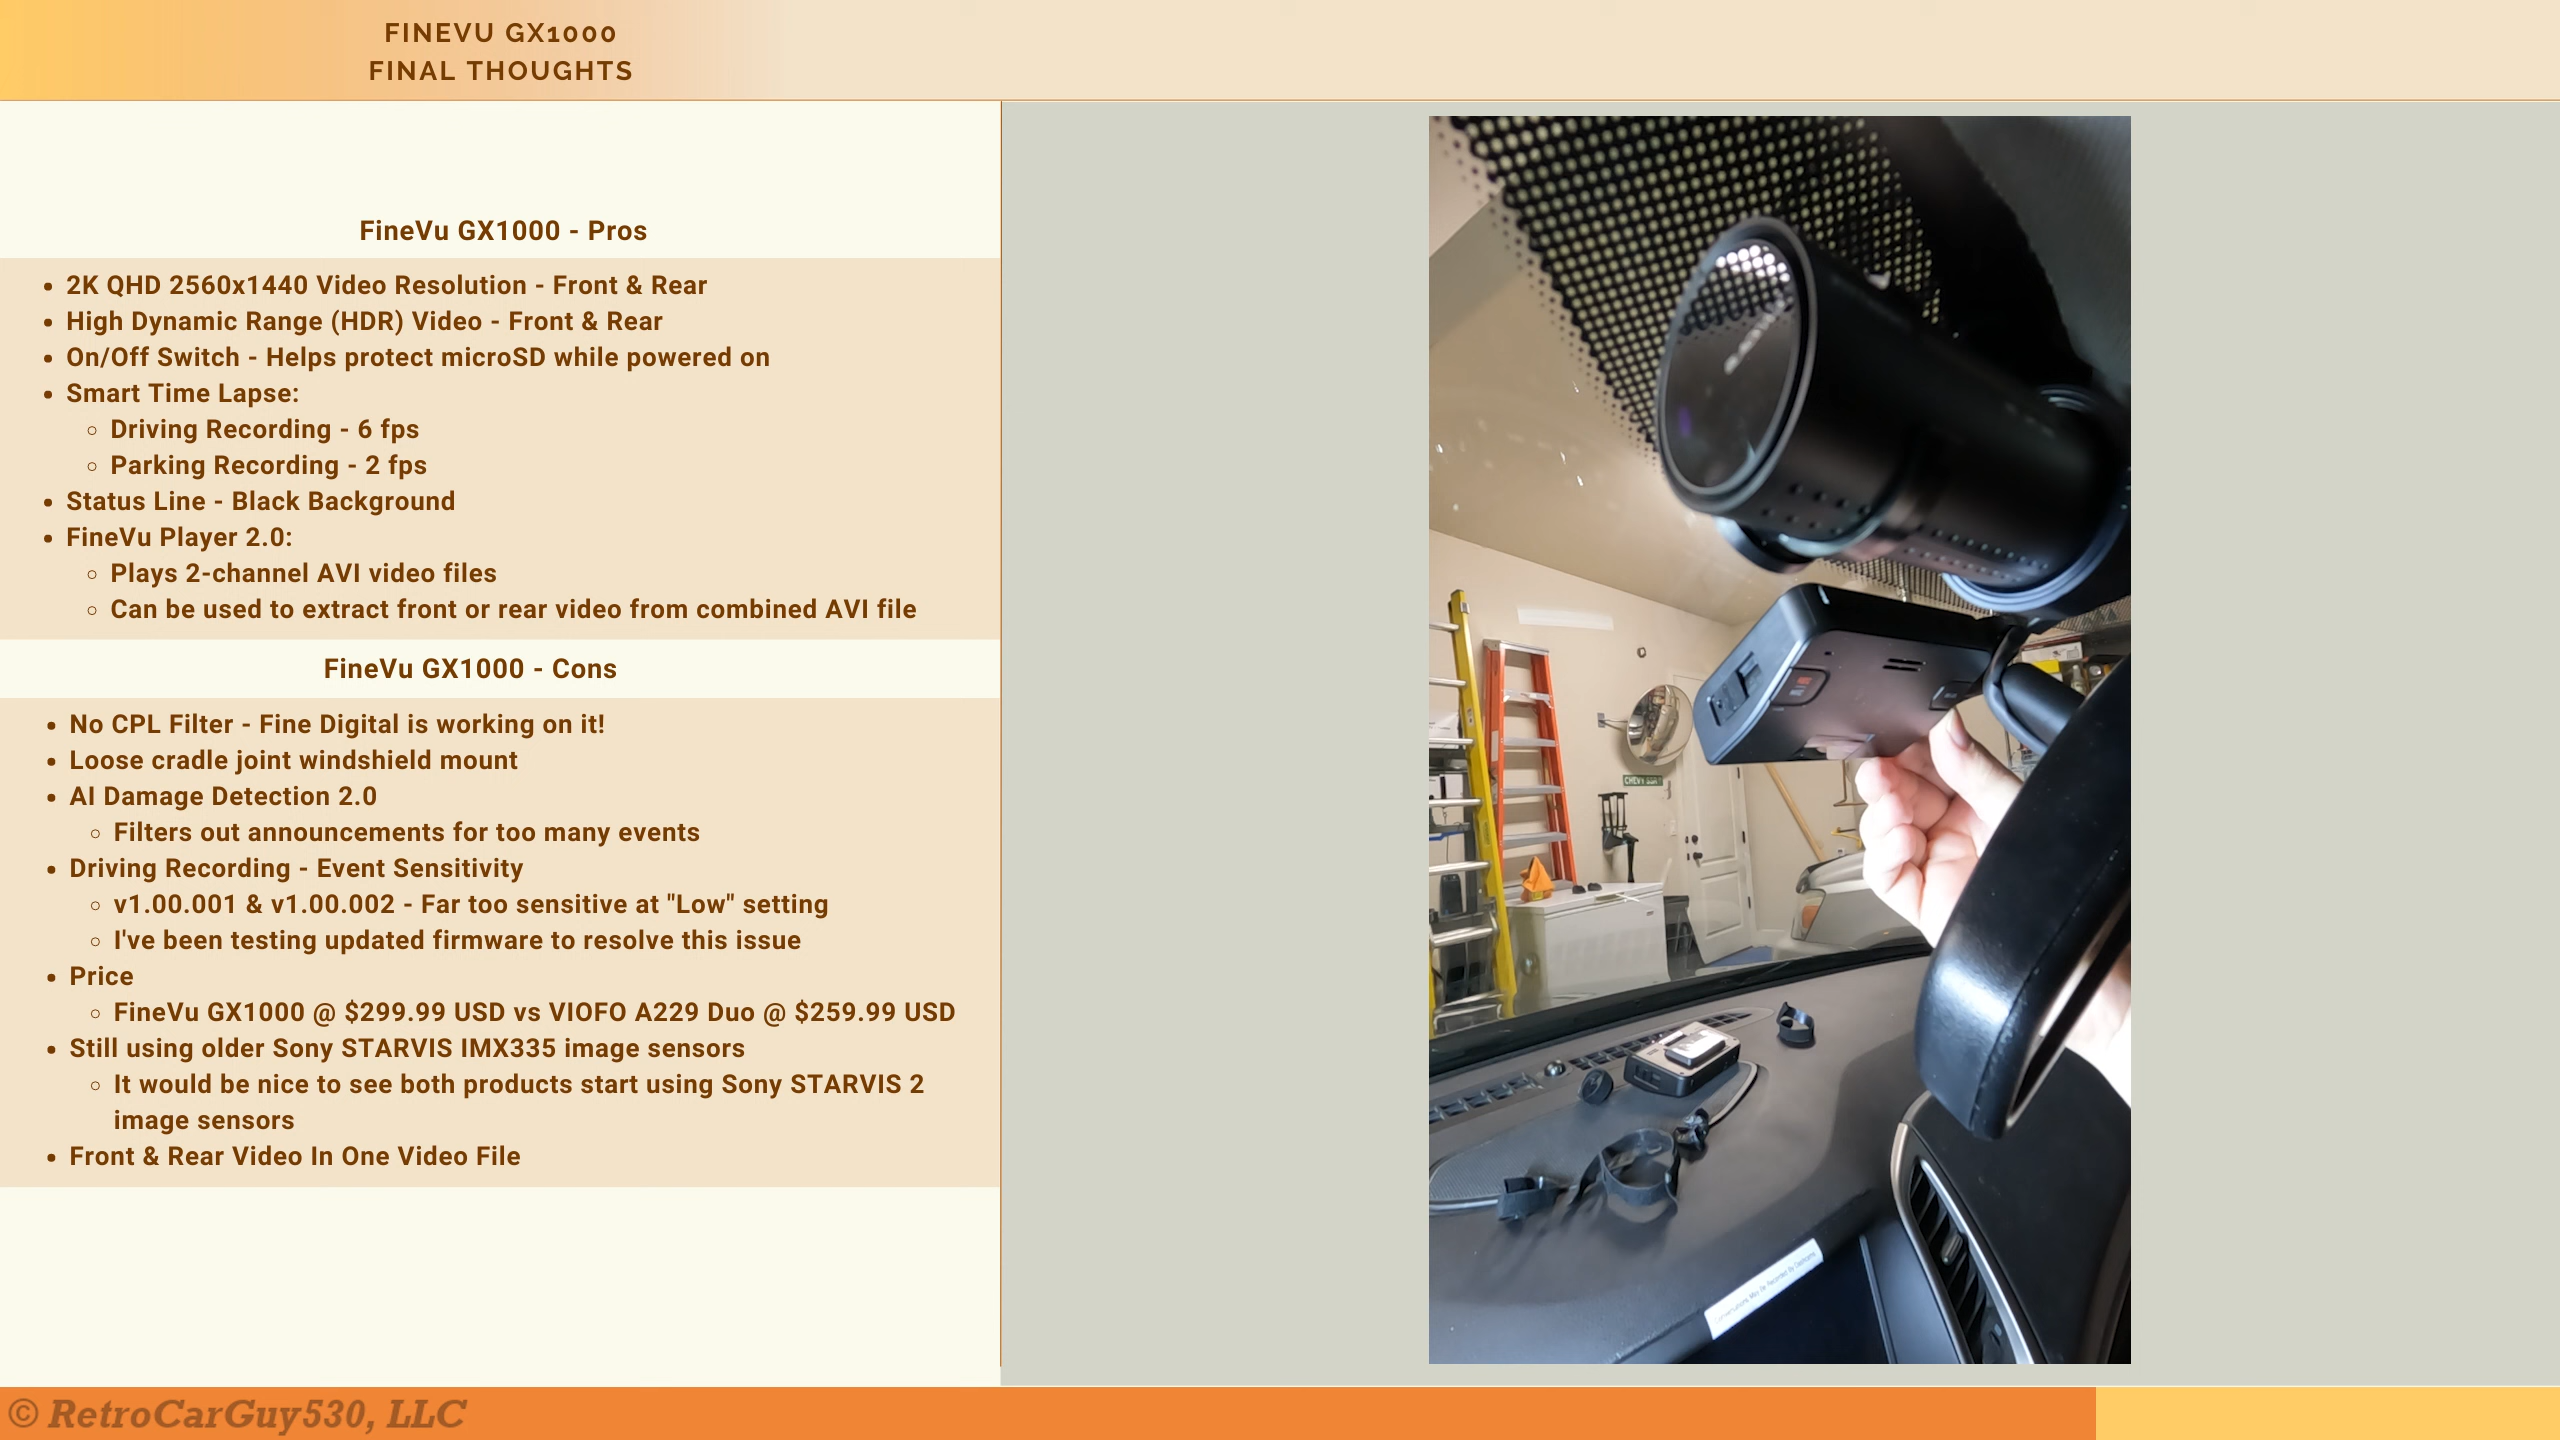 FINEVU GX1000
FINAL THOUGHTS
FineVu GX1000 - Pros
• 2K QHD 2560x1440 Video Resolution - Front & Rear
• High Dynamic Range (HDR) Video - Front & Rear
• On/Off Switch - Helps protect microSD while powered on
• Smart Time Lapse:
◦ Driving Recording - 6 fps
◦ Parking Recording - 2 fps
• Status Line - Black Background
• FineVu Player 2.0:
◦ Plays 2-channel AVI video files
◦ Can be used to extract front or rear video from combined AVI file
FineVu GX1000 - Cons
• No CPL Filter - Fine Digital is working on it!
• Loose cradle joint windshield mount
• AI Damage Detection 2.0
◦ Filters out announcements for too many events
• Driving Recording - Event Sensitivity
◦ v1.00.001 & v1.00.002 - Far too sensitive at "Low" setting
◦ I've been testing updated firmware to resolve this issue
• Price
◦ FineVu GX1000 @ $299.99 USD vs VIOFO A229 Duo @ $259.99 USD
• Still using older Sony STARVIS IMX335 image sensors
◦ It would be nice to see both products start using Sony STARVIS 2
image sensors
• Front & Rear Video In One Video File
CHEVY
Conversations May Be Recorded By Dashcams
© RetroCarGuy530, LLC